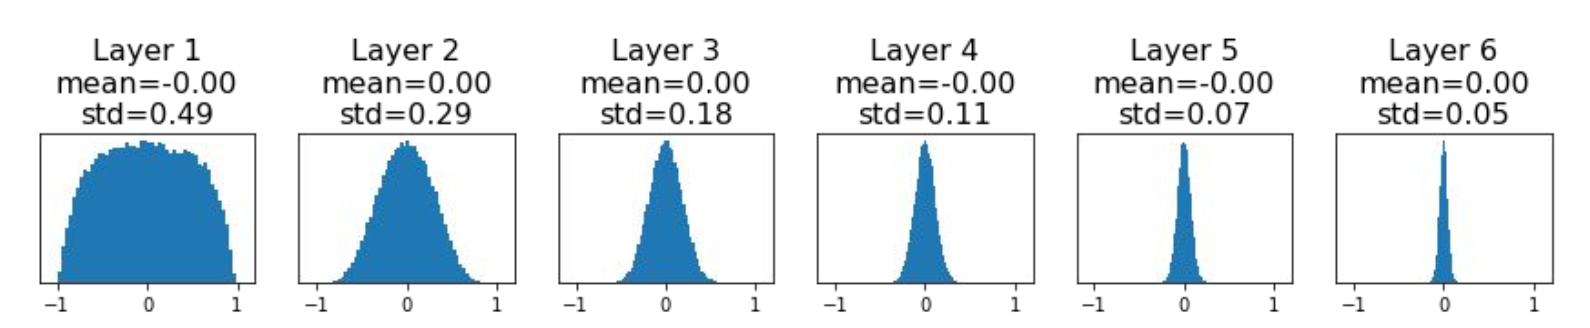 Layer 1
mean=-0.00
std=0.49
−1 0 1
Layer 2
mean=0.00
std=0.29
−1 0 1
Layer 3
mean=0.00
std=0.18
−1 0 1
Layer 4
mean=-0.00
std=0.11
−1 0 1
Layer 5
mean=-0.00
std=0.07
−1 0 1
Layer 6
mean=0.00
std=0.05
−1 0 1